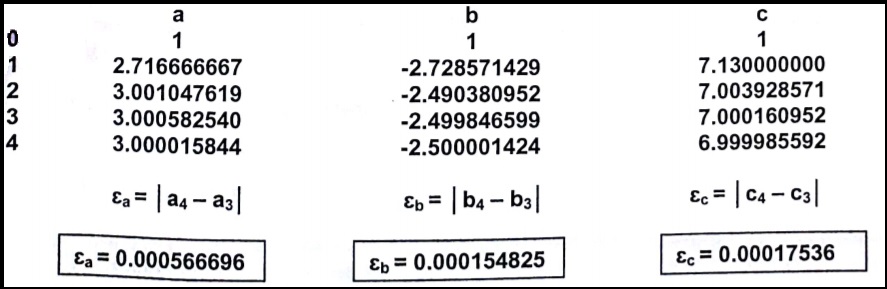 a b c
0 1 1 1
1 2.716666667 -2.728571429 7.130000000
2 3.001047619 -2.490380952 7.003928571
3 3.000582540 -2.499846599 7.000160952
4 3.000015844 -2.500001424 6.999985592
εa = | a4 – a3| εb = | b4 – b3| εc = | c4 – c3|
εa = 0.000566696 εb = 0.000154825 εc = 0.00017536